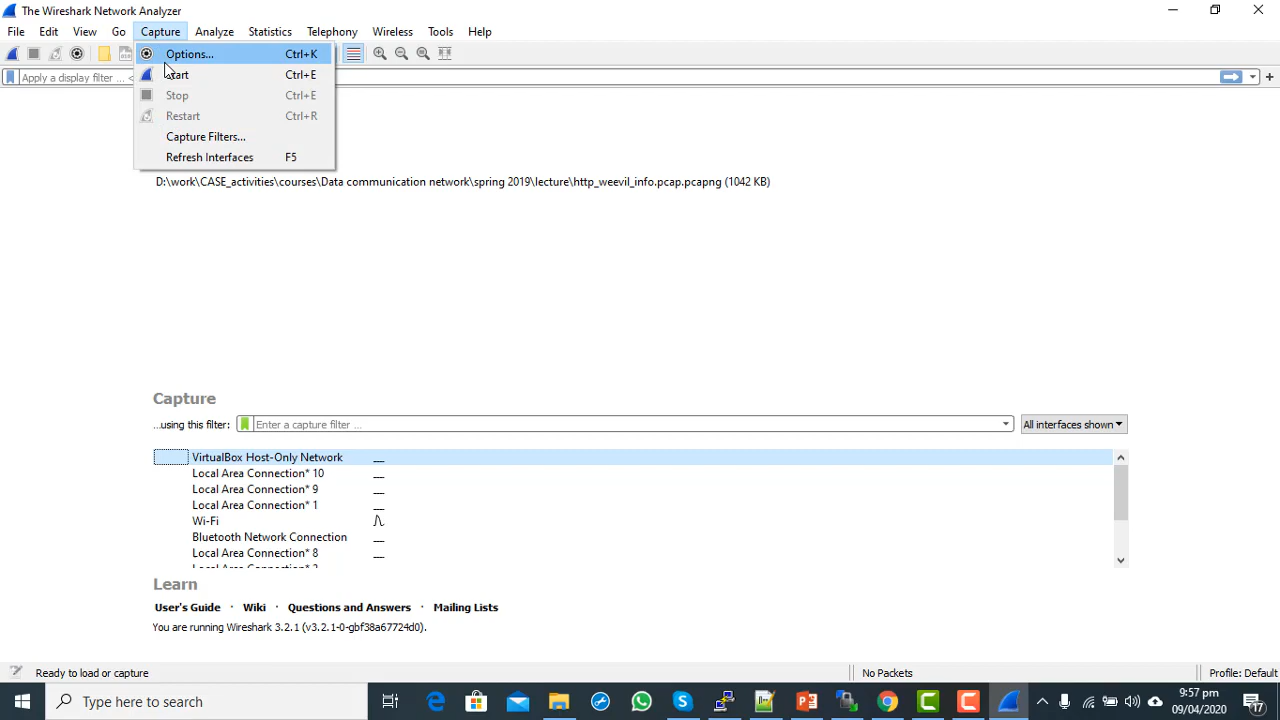 The Wireshark Network Analyzer
File Edit View Go Capture Analyze Statistics Telephony Wireless Tools Help
Options... Ctrl+K
Apply a display filter ... <
Start Ctrl+E
Stop Ctrl+E
Restart Ctrl+R
Capture Filters...
Refresh Interfaces F5
D:\work\CASE_activities\courses\Data communication network\spring 2019\lecture\http_weevil_info.pcap.pcapng (1042 KB)
Capture
...using this filter: Enter a capture filter ... All interfaces shown
VirtualBox Host-Only Network
Local Area Connection* 10
Local Area Connection* 9
Local Area Connection* 1
Wi-Fi
Bluetooth Network Connection
Local Area Connection* 8
Learn
User's Guide · Wiki · Questions and Answers · Mailing Lists
You are running Wireshark 3.2.1 (v3.2.1-0-gbf38a67724d0).
Ready to load or capture No Packets Profile: Default
Type here to search
9:57 pm
09/04/2020
17